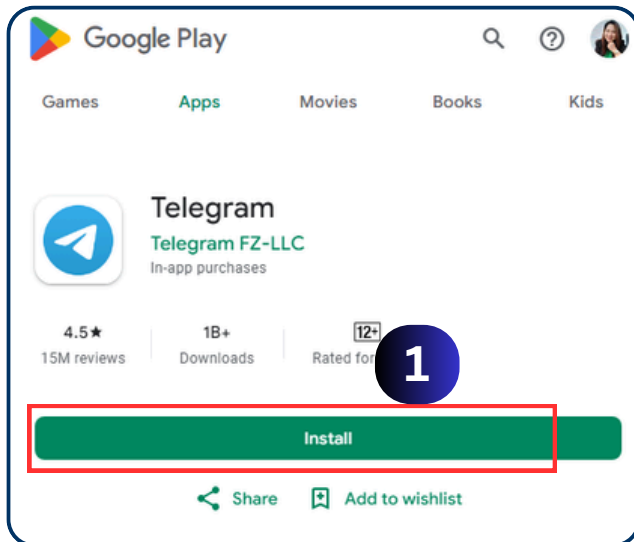 Google Play
Games Apps Movies Books Kids
Telegram
Telegram FZ-LLC
In-app purchases
4.5★ 1B+ 12+
15M reviews Downloads Rated for
1
Install
Share Add to wishlist